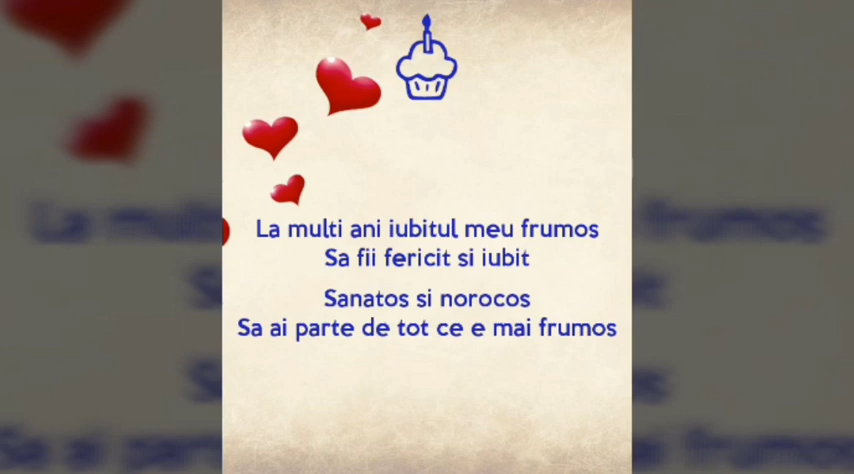 La multi ani iubitul meu frumos
Sa fii fericit si iubit
Sanatos si norocos
Sa ai parte de tot ce e mai frumos